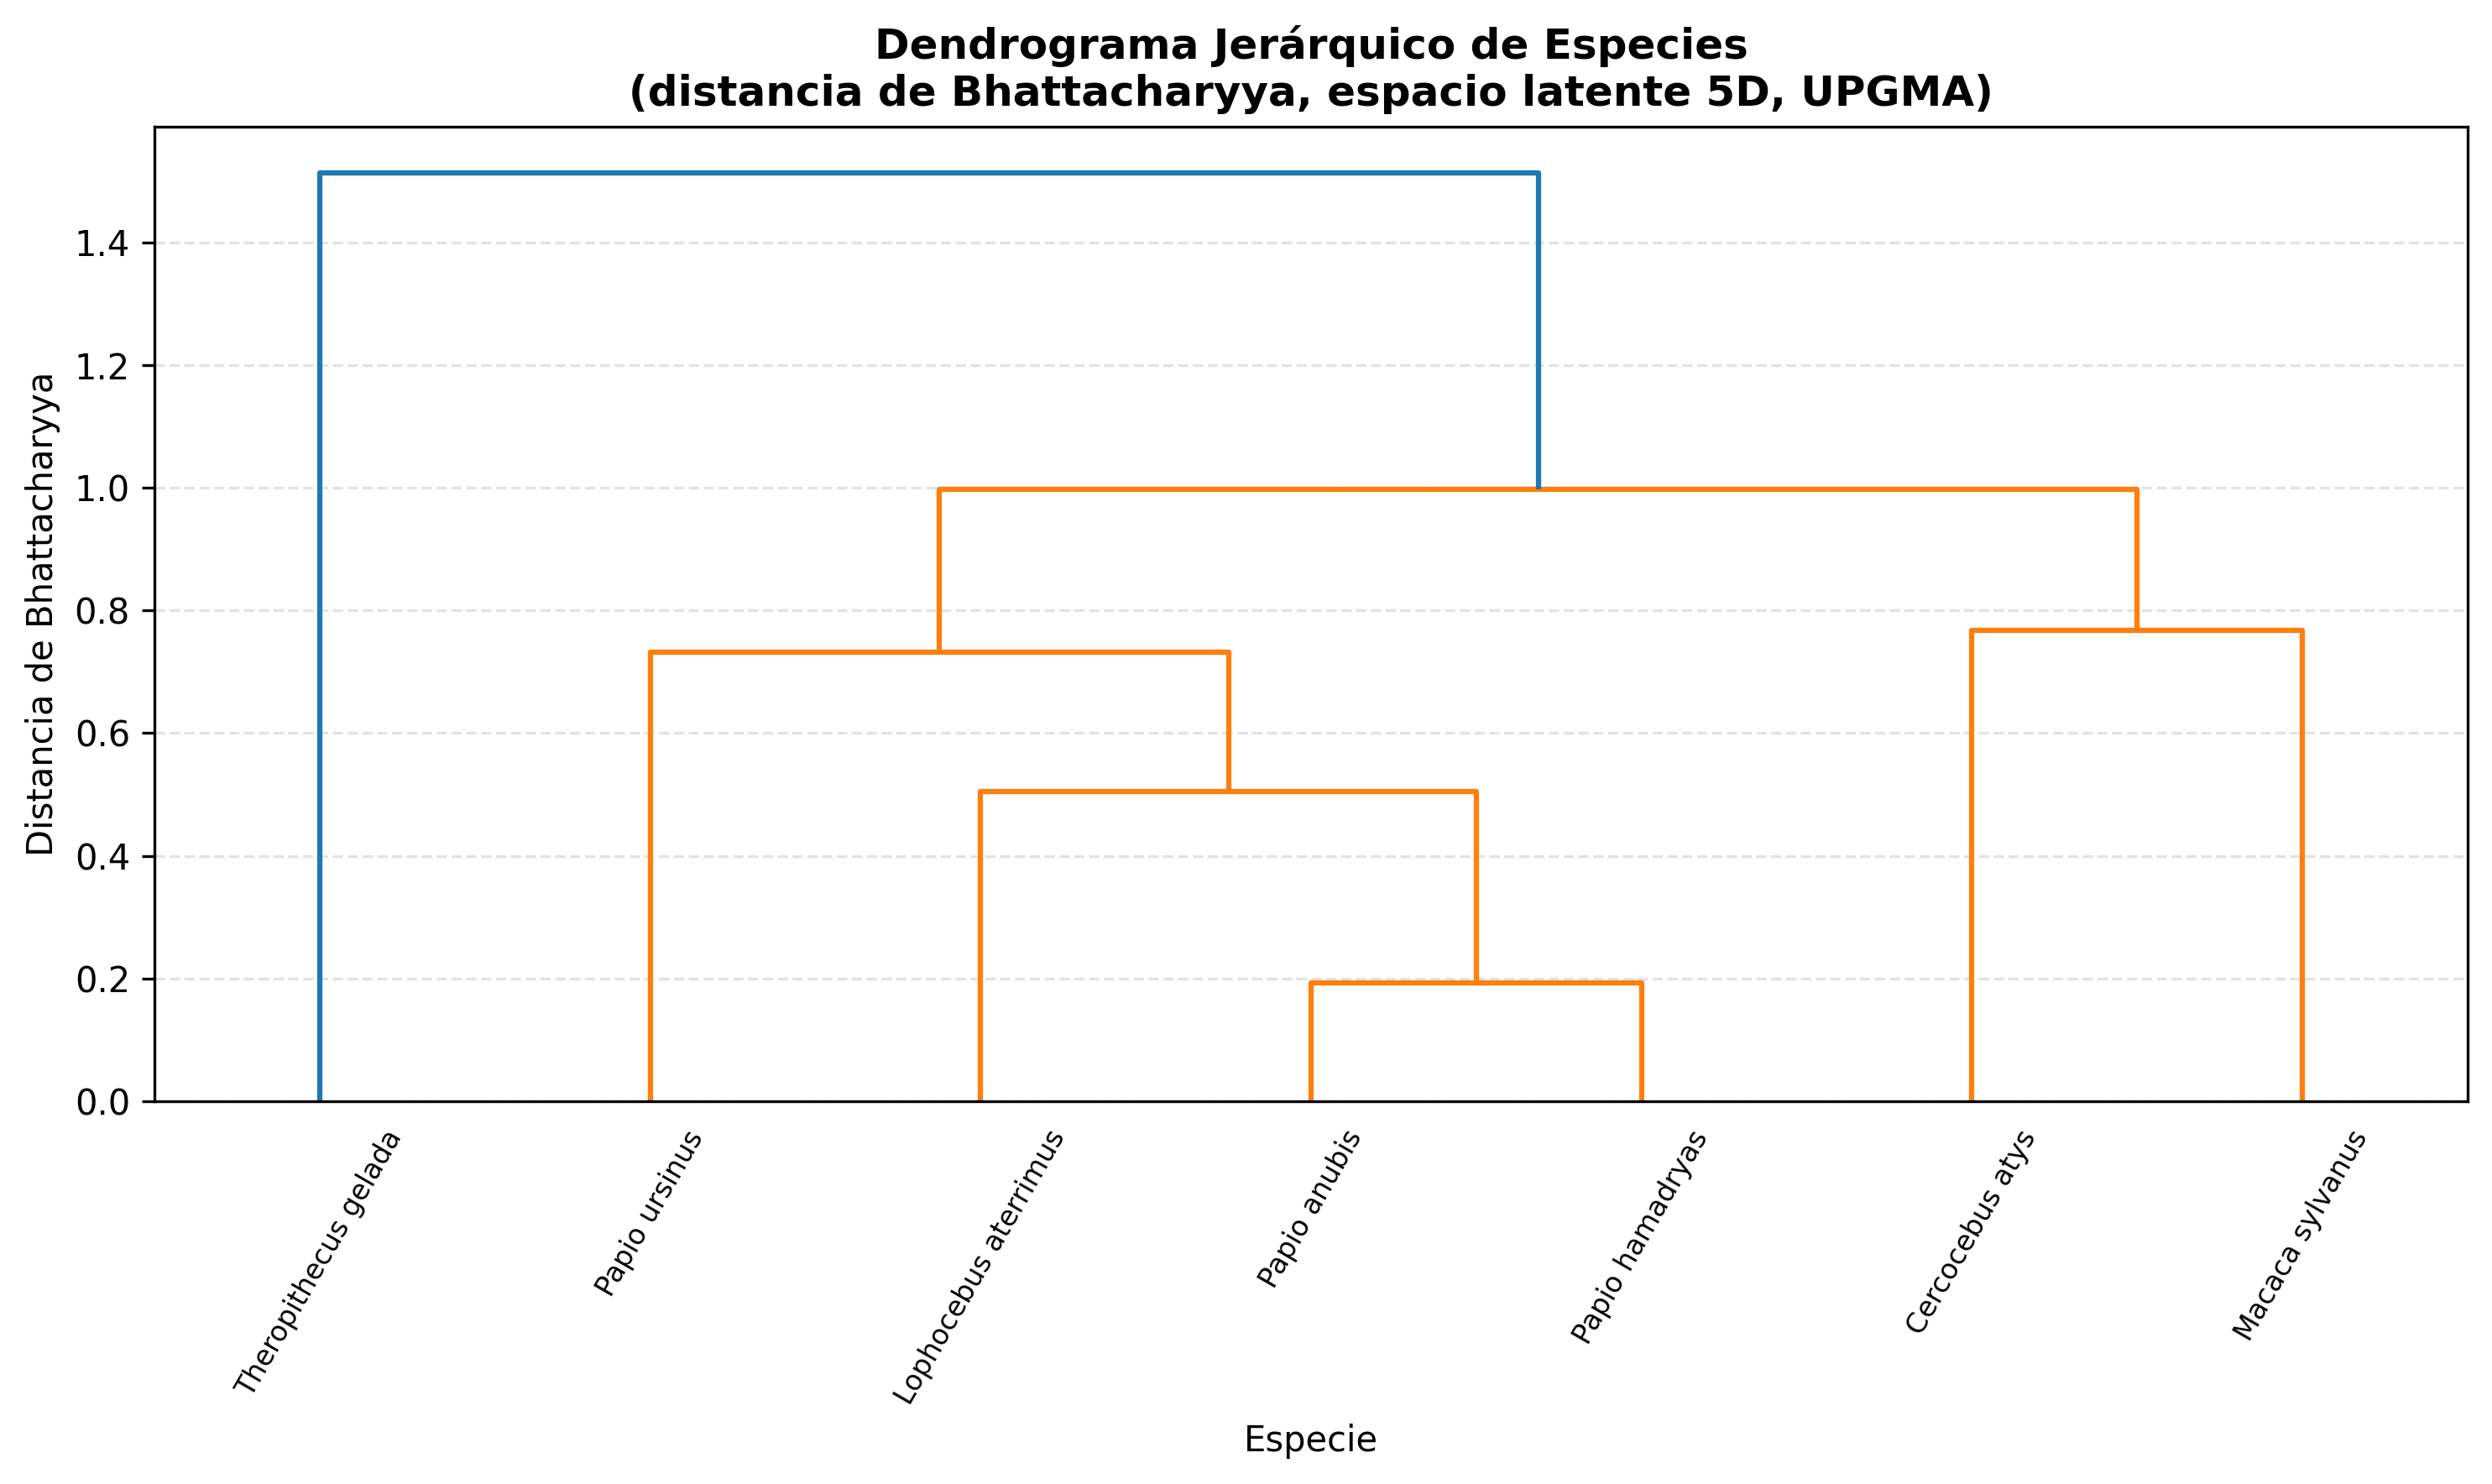 Dendrograma Jerárquico de Especies
(distancia de Bhattacharyya, espacio latente 5D, UPGMA)
Distancia de Bhattacharyya
1.4
1.2
1.0
0.8
0.6
0.4
0.2
0.0
Theropithecus gelada
Papio ursinus
Lophocebus aterrimus
Papio anubis
Papio hamadryas
Cercocebus atys
Macaca sylvanus
Especie